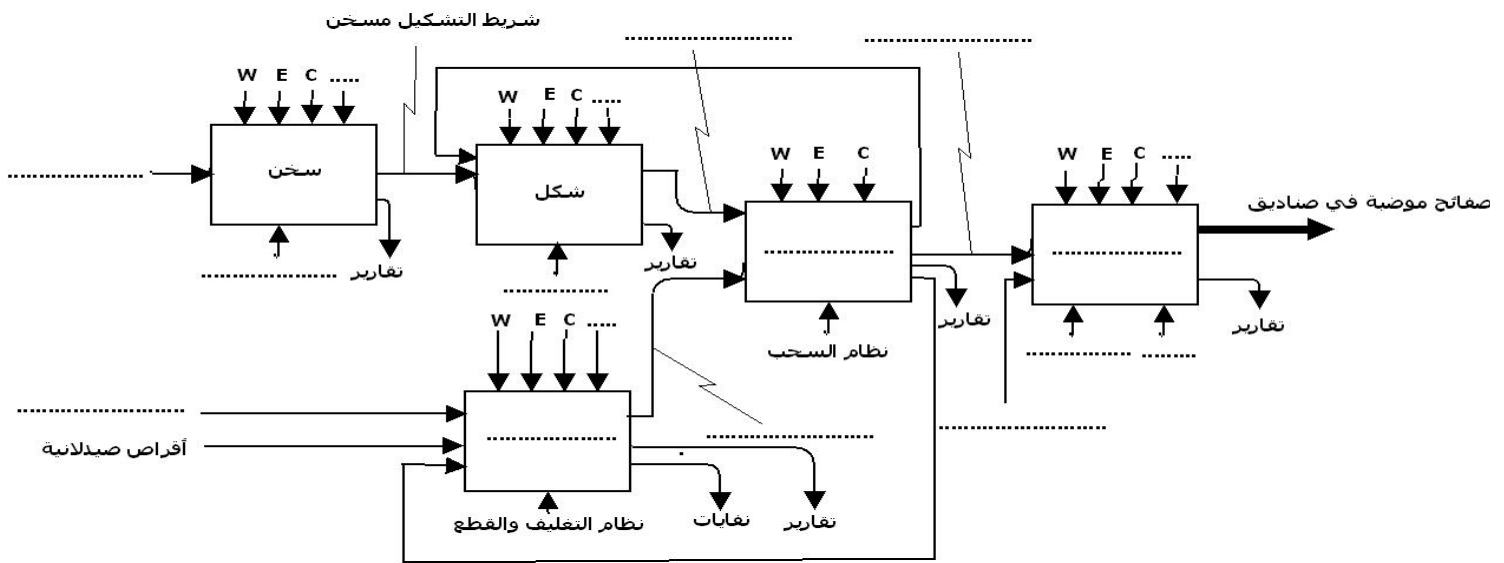 شريط التشكيل مسخن
....................
....................
W E C .....
W E C .....
W E C
W E C .....
سخن
شكل
....................
....................
....................
صفائح موضبة في صناديق
....................
تقارير
....................
تقارير
....................
W E C .....
نظام السحب
تقارير
....................
........
تقارير
....................
أقراص صيدلانية
....................
....................
....................
نظام التغليف والقطع
نفايات
تقارير